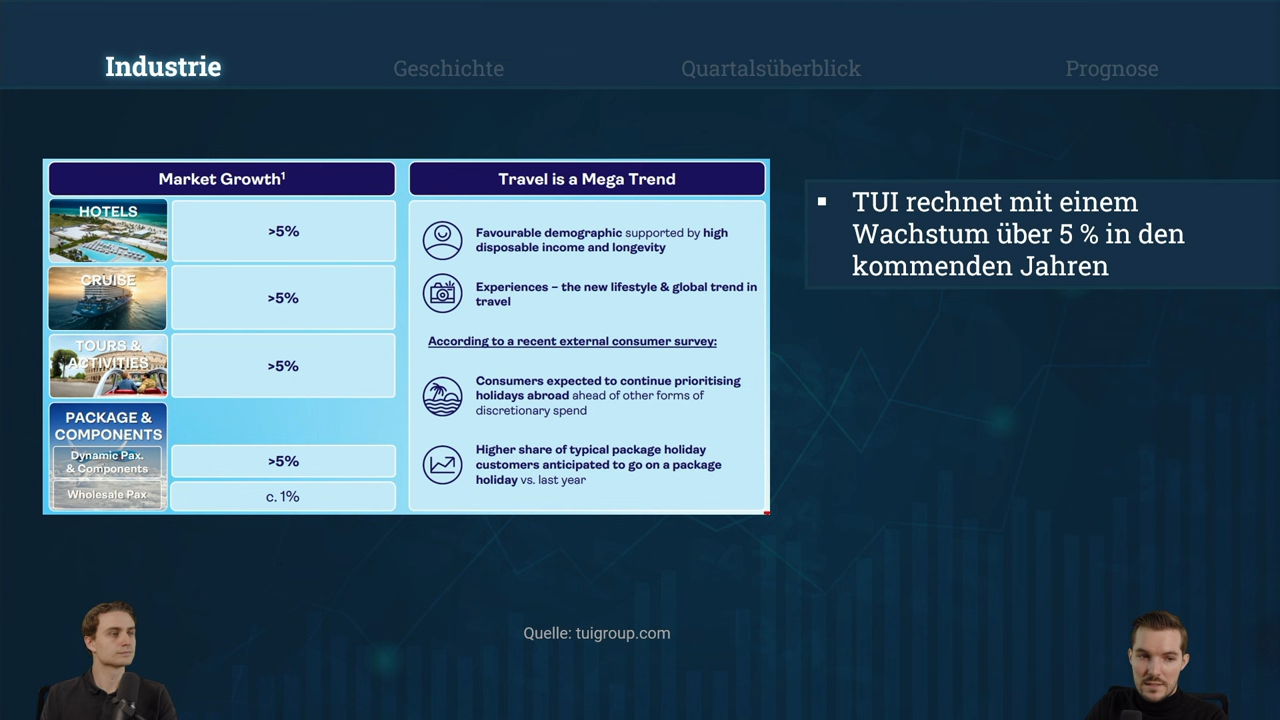 Industrie
Geschichte
Quartalsüberblick
Prognose
Market Growth¹
HOTELS
>5%
CRUISE
>5%
TOURS &
ACTIVITIES
>5%
PACKAGE &
COMPONENTS
Dynamic Pax.
& Components
>5%
Wholesale Pax
c. 1%
Travel is a Mega Trend
Favourable demographic supported by high
disposable income and longevity
Experiences – the new lifestyle & global trend in
travel
According to a recent external consumer survey:
Consumers expected to continue prioritising
holidays abroad ahead of other forms of
discretionary spend
Higher share of typical package holiday
customers anticipated to go on a package
holiday vs. last year
▪ TUI rechnet mit einem
Wachstum über 5 % in den
kommenden Jahren
Quelle: tuigroup.com